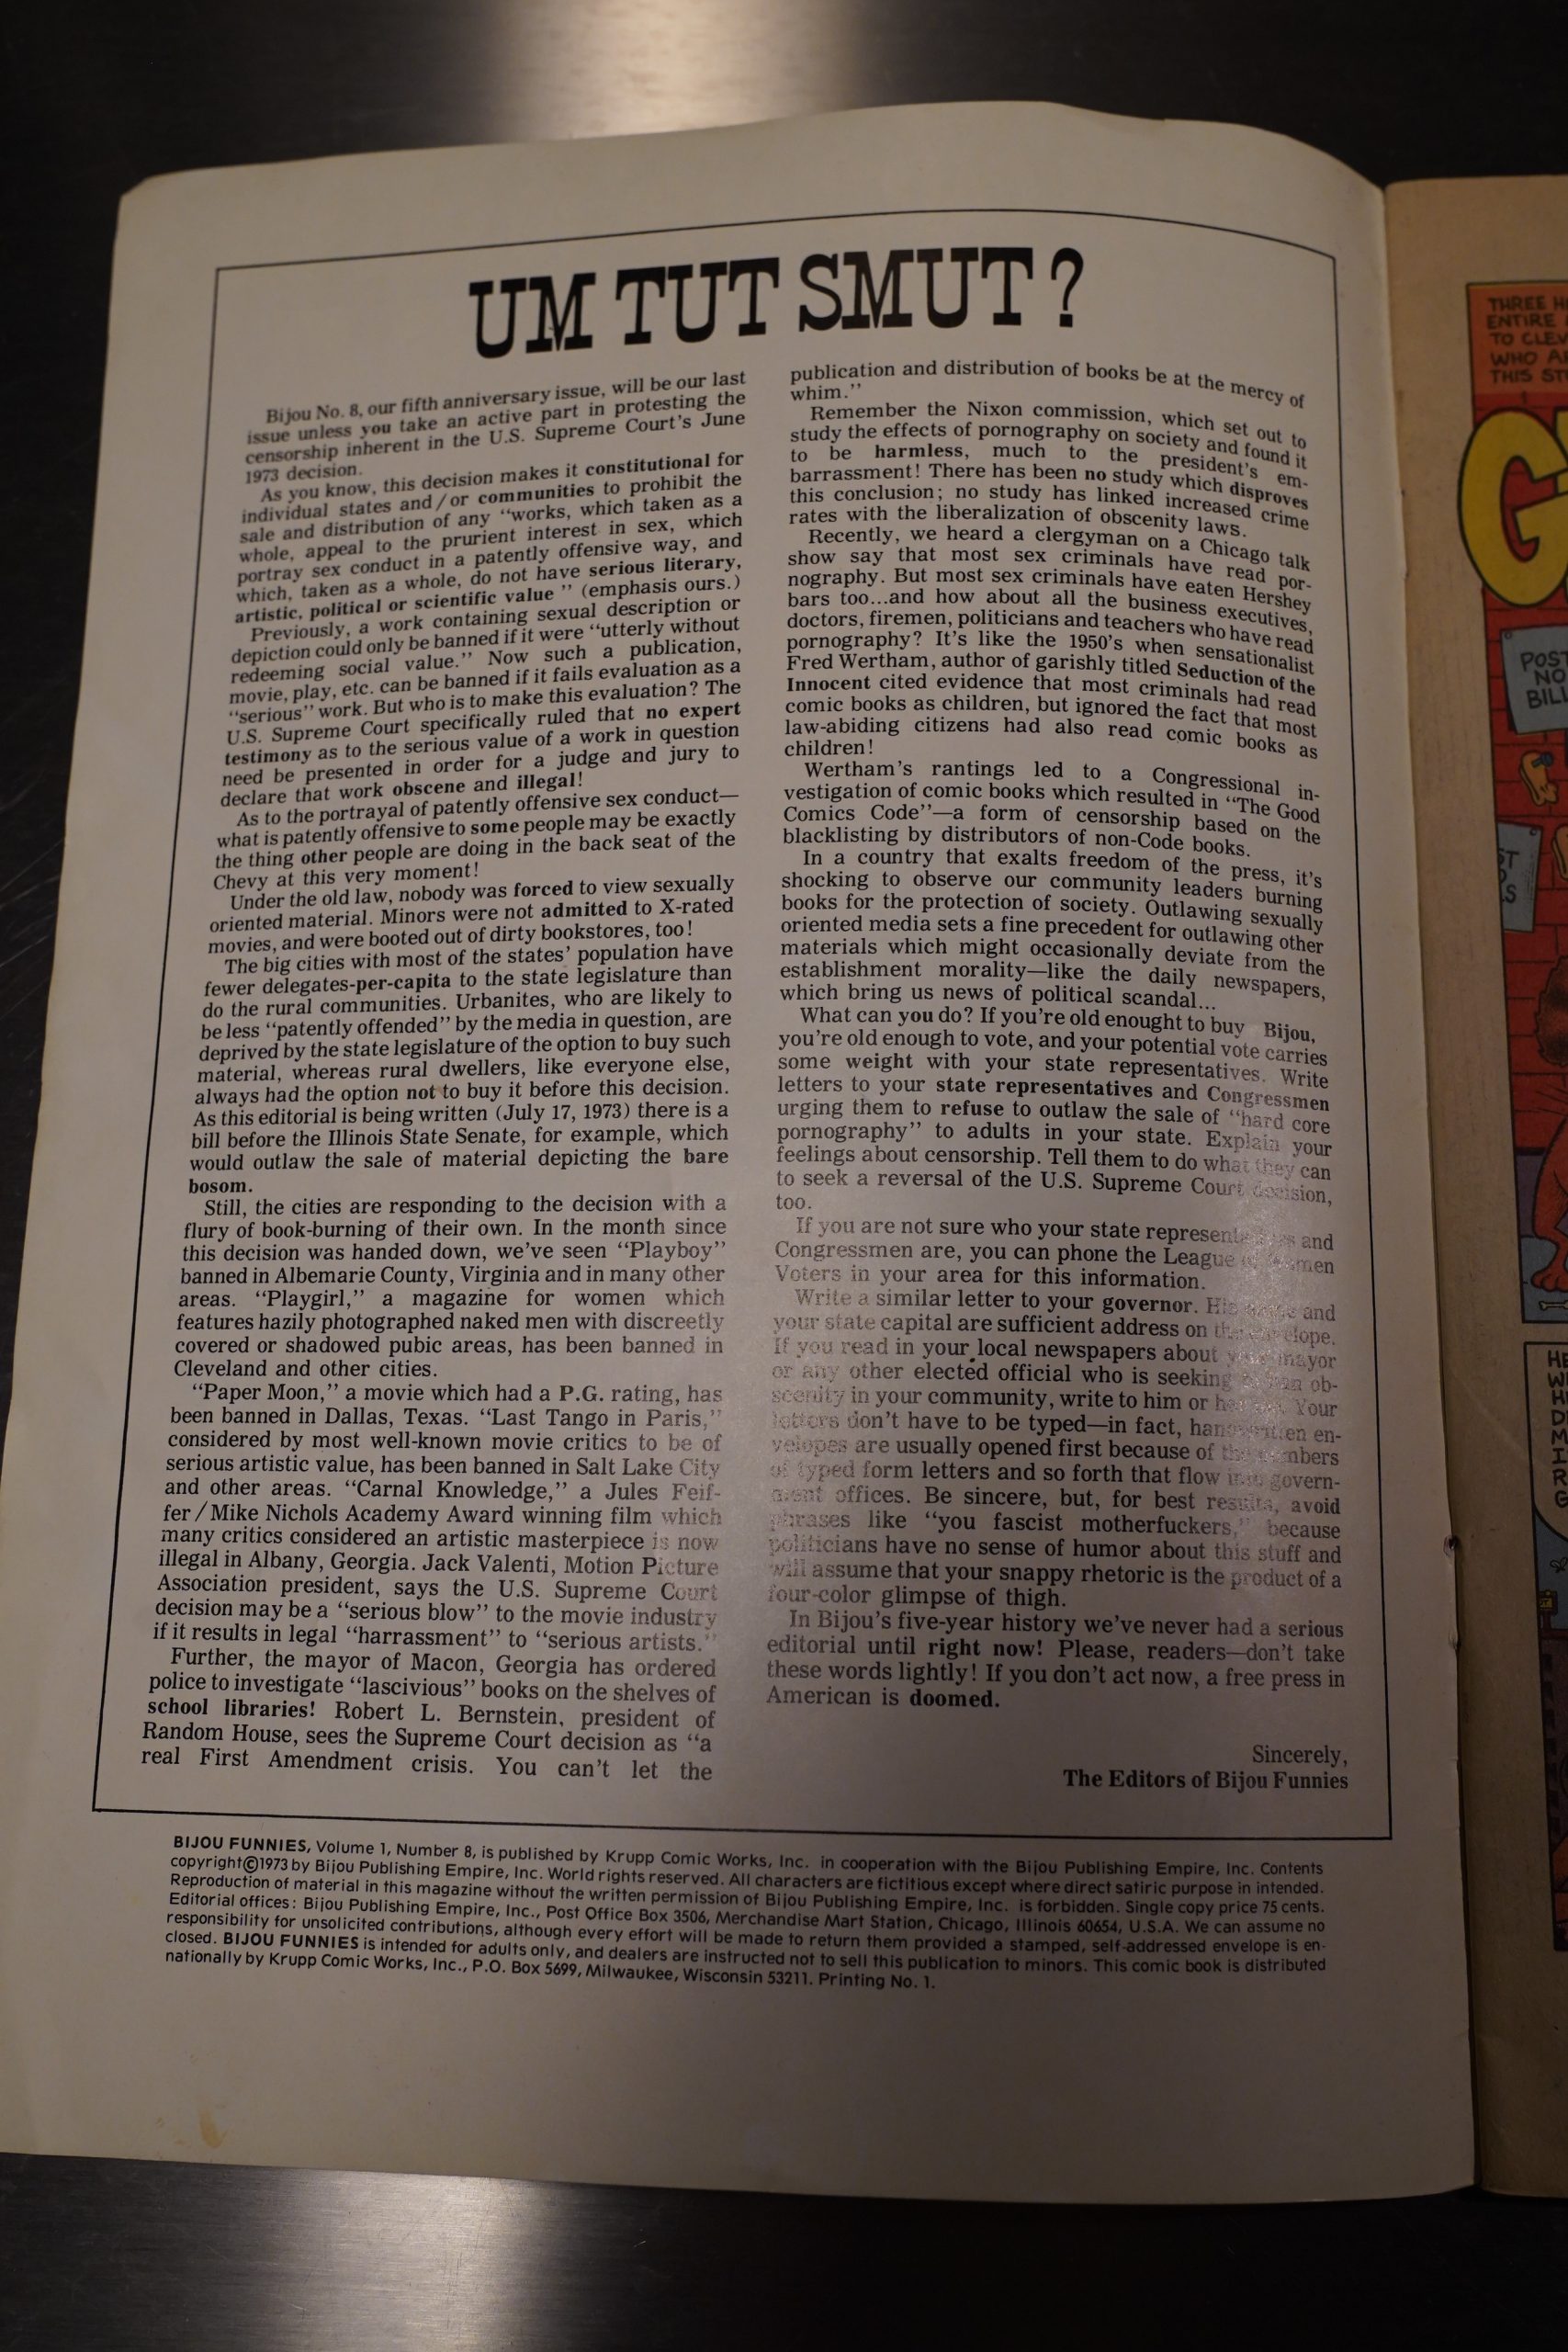 UM TUT SMUT?
Bijou No. 8, our fifth anniversary issue, will be our last
issue unless you take an active part in protesting the
censorship inherent in the U.S. Supreme Court's June
1973 decision.
As you know, this decision makes it constitutional for
individual states and/or communities to prohibit the
sale and distribution of any "works, which taken as a
whole, appeal to the prurient interest in sex, which
portray sex conduct in a patently offensive way, and
which, taken as a whole, do not have serious literary,
artistic, political or scientific value " (emphasis ours.)
Previously, a work containing sexual description or
depiction could only be banned if it were "utterly without
redeeming social value." Now such a publication,
movie, play, etc. can be banned if it fails evaluation as a
"serious" work. But who is to make this evaluation? The
U.S. Supreme Court specifically ruled that no expert
testimony as to the serious value of a work in question
need be presented in order for a judge and jury to
declare that work obscene and illegal!
As to the portrayal of patently offensive sex conduct—
what is patently offensive to some people may be exactly
the thing other people are doing in the back seat of the
Chevy at this very moment!
Under the old law, nobody was forced to view sexually
oriented material. Minors were not admitted to X-rated
movies, and were booted out of dirty bookstores, too!
The big cities with most of the states' population have
fewer delegates-per-capita to the state legislature than
do the rural communities. Urbanites, who are likely to
be less "patently offended" by the media in question, are
deprived by the state legislature of the option to buy such
material, whereas rural dwellers, like everyone else,
always had the option not to buy it before this decision.
As this editorial is being written (July 17, 1973) there is a
bill before the Illinois State Senate, for example, which
would outlaw the sale of material depicting the bare
bosom.
Still, the cities are responding to the decision with a
flury of book-burning of their own. In the month since
this decision was handed down, we've seen "Playboy"
banned in Albemarie County, Virginia and in many other
areas. "Playgirl," a magazine for women which
features hazily photographed naked men with discreetly
covered or shadowed pubic areas, has been banned in
Cleveland and other cities.
"Paper Moon," a movie which had a P.G. rating, has
been banned in Dallas, Texas. "Last Tango in Paris,"
considered by most well-known movie critics to be of
serious artistic value, has been banned in Salt Lake City
and other areas. "Carnal Knowledge," a Jules Feif-
fer/Mike Nichols Academy Award winning film which
many critics considered an artistic masterpiece is now
illegal in Albany, Georgia. Jack Valenti, Motion Picture
Association president, says the U.S. Supreme Court
decision may be a "serious blow" to the movie industry
if it results in legal "harrassment" to "serious artists."
Further, the mayor of Macon, Georgia has ordered
police to investigate "lascivious" books on the shelves of
school libraries! Robert L. Bernstein, president of
Random House, sees the Supreme Court decision as "a
real First Amendment crisis. You can't let the
publication and distribution of books be at the mercy of
whim."
Remember the Nixon commission, which set out to
study the effects of pornography on society and found it
to be harmless, much to the president's em-
barrassment! There has been no study which disproves
this conclusion; no study has linked increased crime
rates with the liberalization of obscenity laws.
Recently, we heard a clergyman on a Chicago talk
show say that most sex criminals have read por-
nography. But most sex criminals have eaten Hershey
bars too...and how about all the business executives,
doctors, firemen, politicians and teachers who have read
pornography? It's like the 1950's when sensationalist
Fred Wertham, author of garishly titled Seduction of the
Innocent cited evidence that most criminals had read
comic books as children, but ignored the fact that most
law-abiding citizens had also read comic books as
children!
Wertham's rantings led to a Congressional in-
vestigation of comic books which resulted in "The Good
Comics Code"—a form of censorship based on the
blacklisting by distributors of non-Code books.
In a country that exalts freedom of the press, it's
shocking to observe our community leaders burning
books for the protection of society. Outlawing sexually
oriented media sets a fine precedent for outlawing other
materials which might occasionally deviate from the
establishment morality—like the daily newspapers,
which bring us news of political scandal...
What can you do? If you're old enought to buy Bijou,
you're old enough to vote, and your potential vote carries
some weight with your state representatives. Write
letters to your state representatives and Congressmen
urging them to refuse to outlaw the sale of "hard core
pornography" to adults in your state. Explain your
feelings about censorship. Tell them to do what they can
to seek a reversal of the U.S. Supreme Court decision,
too.
If you are not sure who your state representatives and
Congressmen are, you can phone the League of Women
Voters in your area for this information.
Write a similar letter to your governor. His name and
your state capital are sufficient address on the envelope.
If you read in your local newspapers about your mayor
or any other elected official who is seeking to ban ob-
scenity in your community, write to him or her too. Your
letters don't have to be typed—in fact, handwritten en-
velopes are usually opened first because of the numbers
of typed form letters and so forth that flow into govern-
ment offices. Be sincere, but, for best results, avoid
phrases like "you fascist motherfuckers," because
politicians have no sense of humor about this stuff and
will assume that your snappy rhetoric is the product of a
four-color glimpse of thigh.
In Bijou's five-year history we've never had a serious
editorial until right now! Please, readers—don't take
these words lightly! If you don't act now, a free press in
American is doomed.
Sincerely,
The Editors of Bijou Funnies
BIJOU FUNNIES, Volume 1, Number 8, is published by Krupp Comic Works, Inc. in cooperation with the Bijou Publishing Empire, Inc. Contents
copyright©1973 by Bijou Publishing Empire, Inc. World rights reserved. All characters are fictitious except where direct satiric purpose in intended.
Reproduction of material in this magazine without the written permission of Bijou Publishing Empire, Inc. is forbidden. Single copy price 75 cents.
Editorial offices: Bijou Publishing Empire, Inc., Post Office Box 3506, Merchandise Mart Station, Chicago, Illinois 60654, U.S.A. We can assume no
responsibility for unsolicited contributions, although every effort will be made to return them provided a stamped, self-addressed envelope is en-
closed. BIJOU FUNNIES is intended for adults only, and dealers are instructed not to sell this publication to minors. This comic book is distributed
nationally by Krupp Comic Works, Inc., P.O. Box 5699, Milwaukee, Wisconsin 53211. Printing No. 1.
THREE
ENTIRE
TO
WHO
THIS
POST
NO